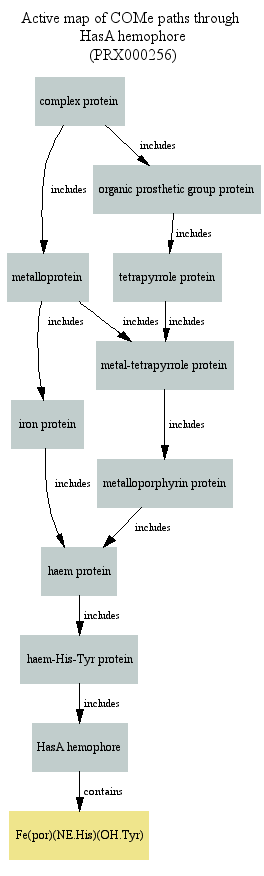 Active map of COMe paths through
HasA hemophore
(PRX000256)
complex protein
includes
includes
organic prosthetic group protein
includes
metalloprotein
tetrapyrrole protein
includes
includes
includes
metal-tetrapyrrole protein
iron protein
includes
metalloporphyrin protein
includes
includes
haem protein
includes
haem-His-Tyr protein
includes
HasA hemophore
contains
Fe(por)(NE.His)(OH.Tyr)